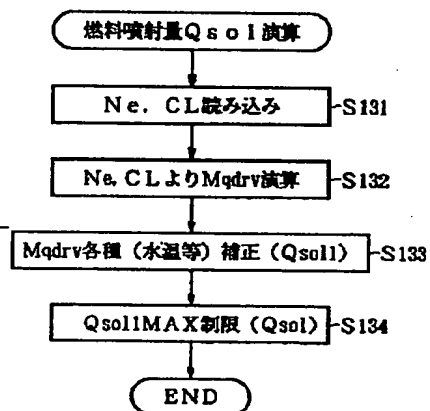 燃料噴射量Ｑｓｏｌ演算
Ｎｅ．ＣＬ読み込み
S131
Ｎｅ,ＣＬよりMqdrv演算
S132
Mqdrv各種（水温等）補正（Qsol1）
S133
Qsol1MAX制限（Qsol）
S134
END